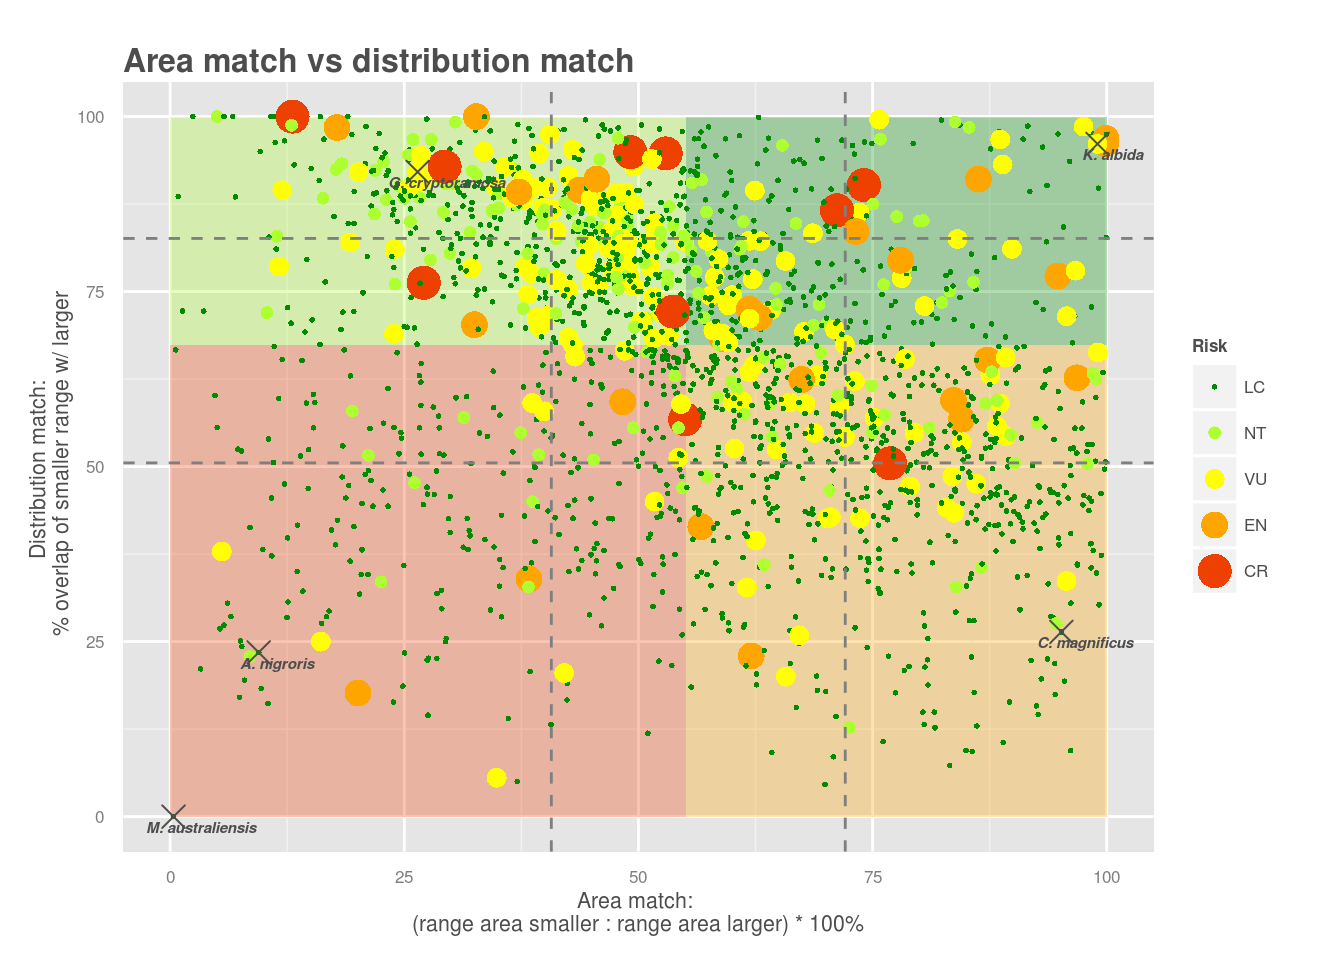 Area match vs distribution match
Distribution match:
% overlap of smaller range w/ larger
100
75
50
25
0
K. albida
G. cryptoramosa
C. magnificus
A. nigroris
M. australiensis
0
25
50
75
100
Area match:
(range area smaller : range area larger) * 100%
Risk
LC
NT
VU
EN
CR